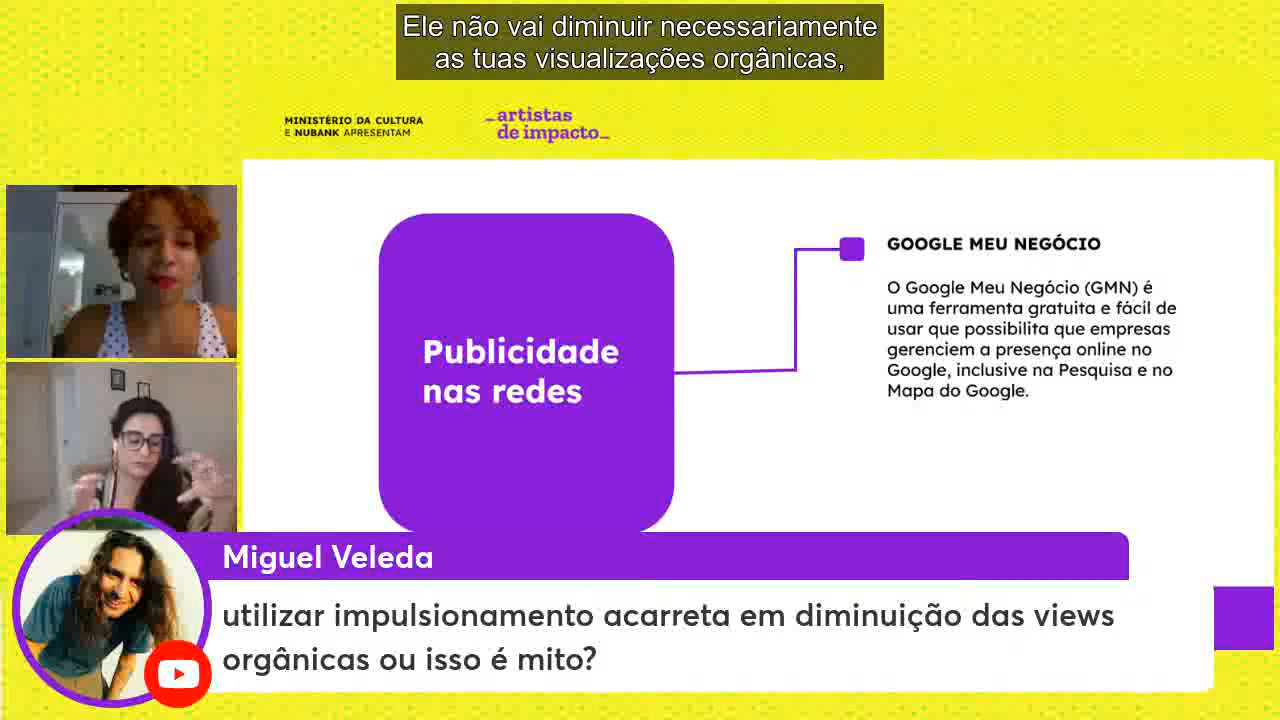 Ele não vai diminuir necessariamente
as tuas visualizações orgânicas,
MINISTÉRIO DA CULTURA
E NUBANK APRESENTAM
_artistas
de impacto_
GOOGLE MEU NEGÓCIO
O Google Meu Negócio (GMN) é
uma ferramenta gratuita e fácil de
usar que possibilita que empresas
gerenciem a presença online no
Google, inclusive na Pesquisa e no
Mapa do Google.
Publicidade
nas redes
Miguel Veleda
utilizar impulsionamento acarreta em diminuição das views
orgânicas ou isso é mito?